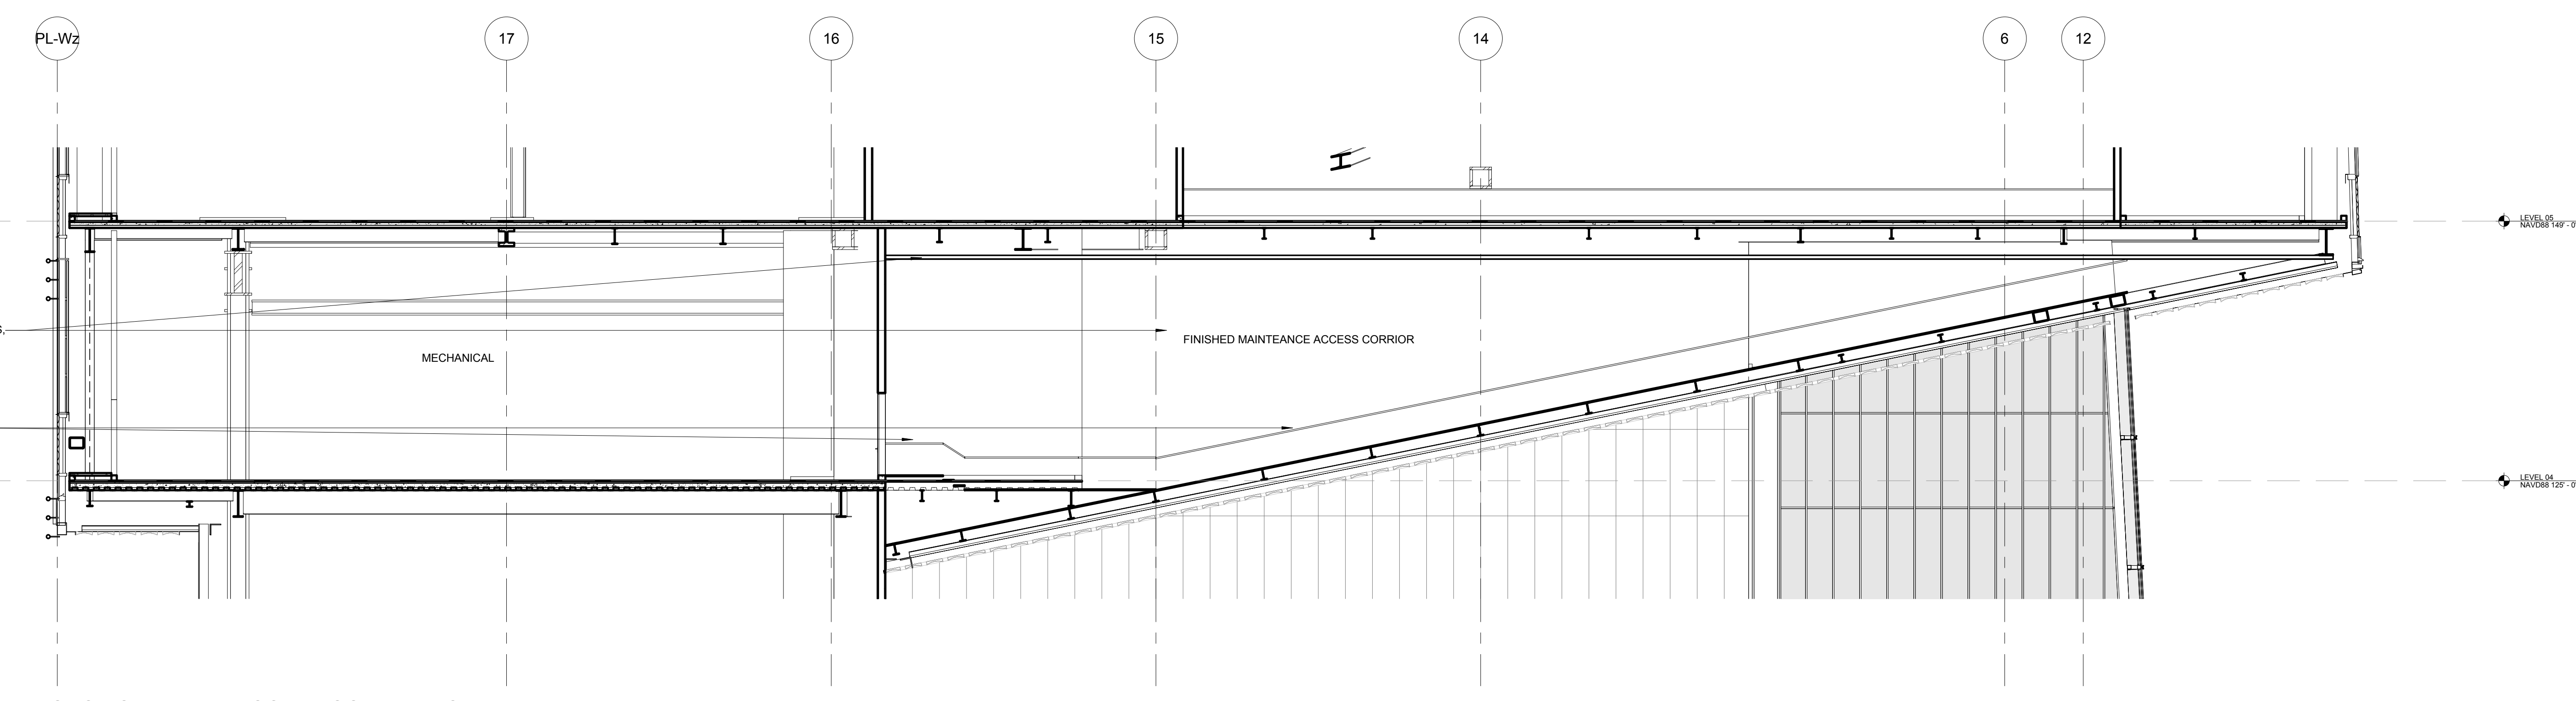 PL-Wz
17
16
15
14
6
12
LEVEL 05
NAVD88 149' - 0
S,
FINISHED MAINTEANCE ACCESS CORRIOR
MECHANICAL
LEVEL 04
NAVD88 125' - 0